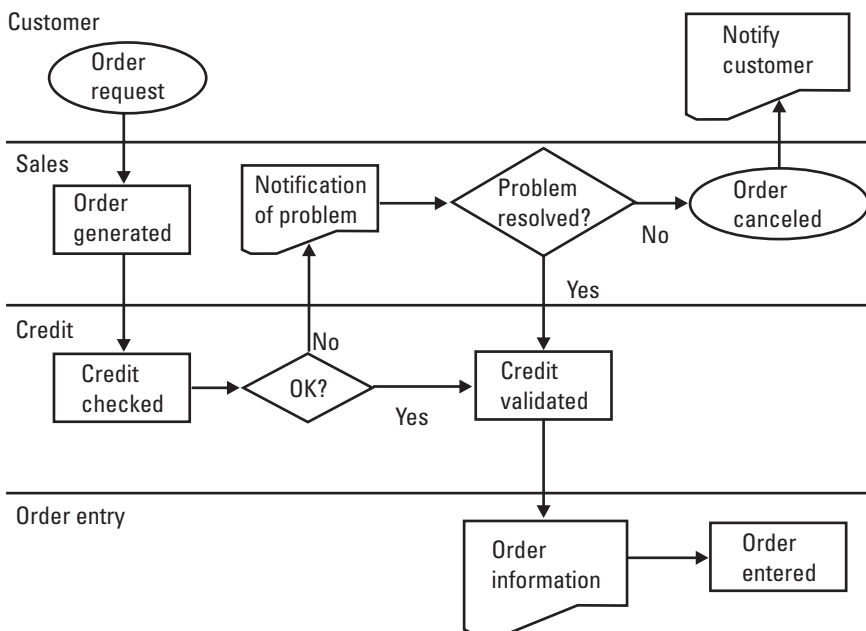 Customer
Order
request
Notify
customer
Sales
Order
generated
Notification
of problem
Problem
resolved?
No
Order
canceled
Yes
Credit
Credit
checked
No
OK?
Yes
Credit
validated
Order entry
Order
information
Order
entered